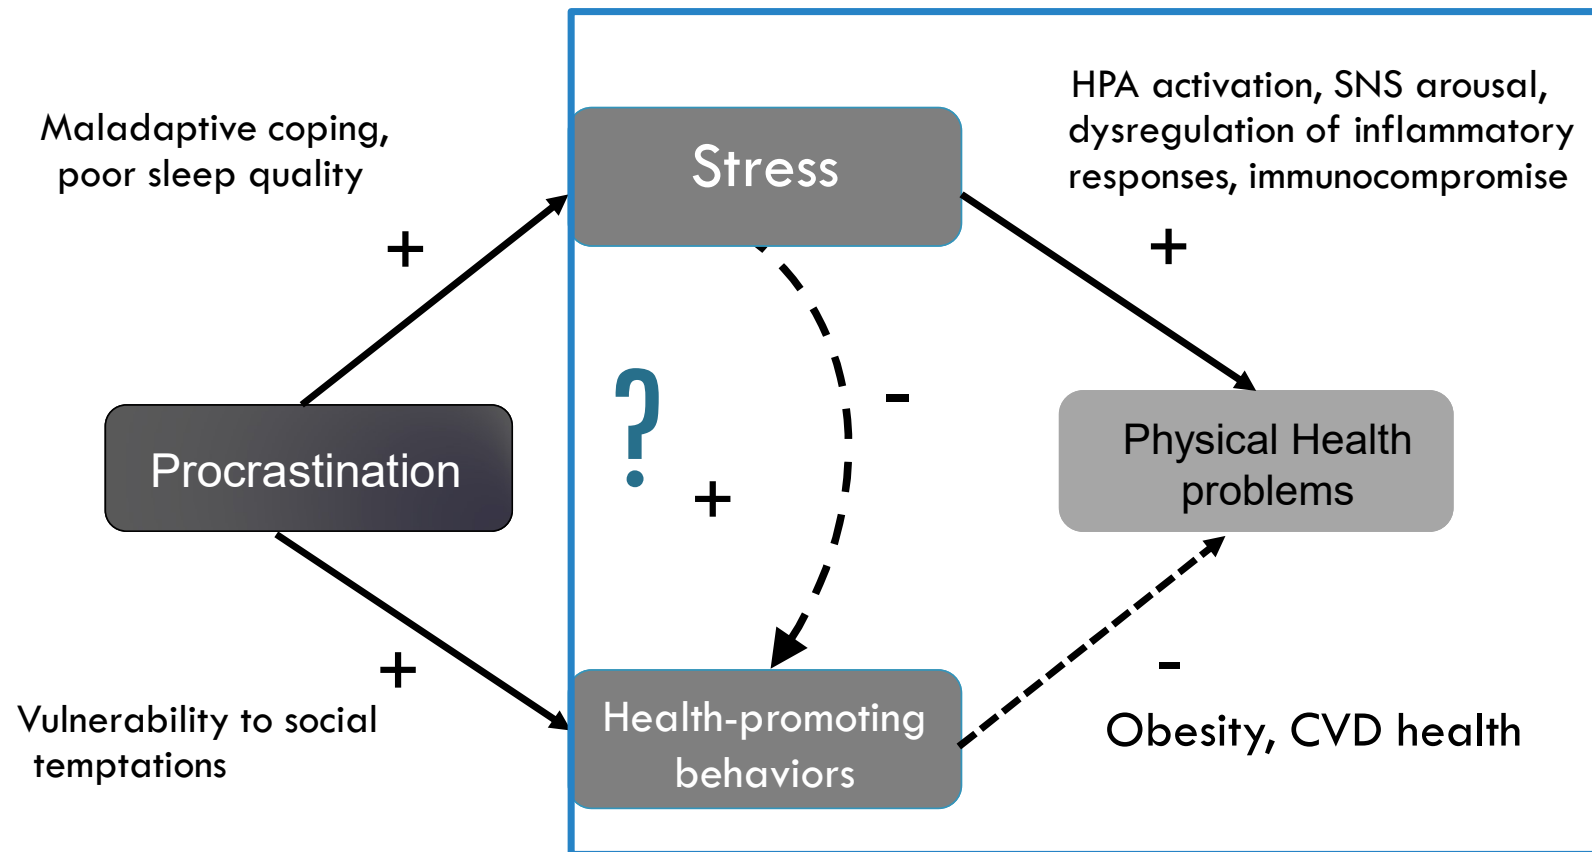 HPA activation, SNS arousal,
dysregulation of inflammatory
responses, immunocompromise
Maladaptive coping,
poor sleep quality
Stress
+
+
?
-
+
Procrastination
Physical Health
problems
+
-
Vulnerability to social
temptations
Health-promoting
behaviors
Obesity, CVD health